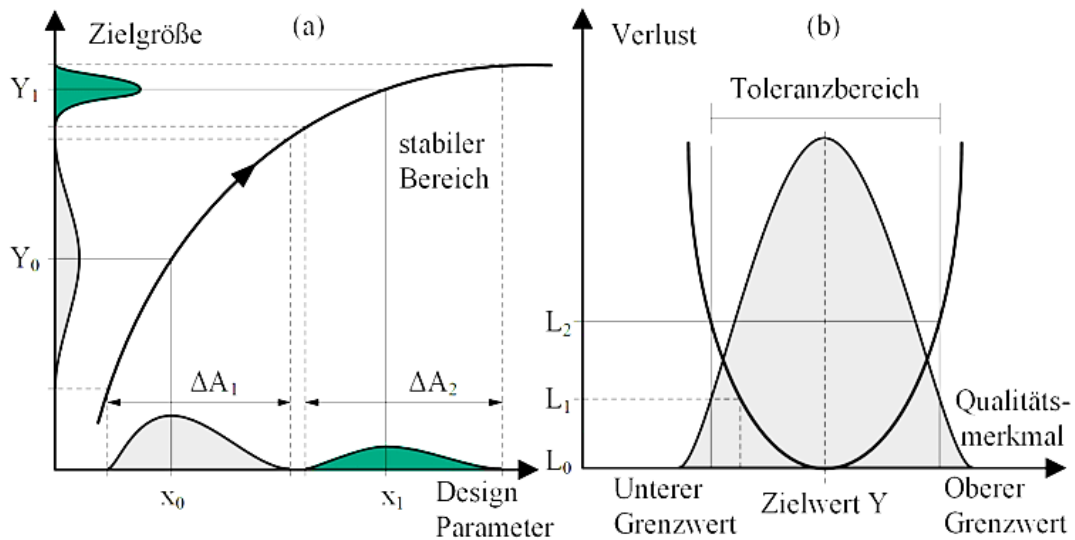 Zielgröße
(a)
Y₁
stabiler
Bereich
Y₀
ΔA₁
ΔA₂
x₀
x₁
Design
Parameter
Verlust
(b)
Toleranzbereich
L₂
L₁
L₀
Qualitäts-
merkmal
Unterer
Grenzwert
Zielwert Y
Oberer
Grenzwert